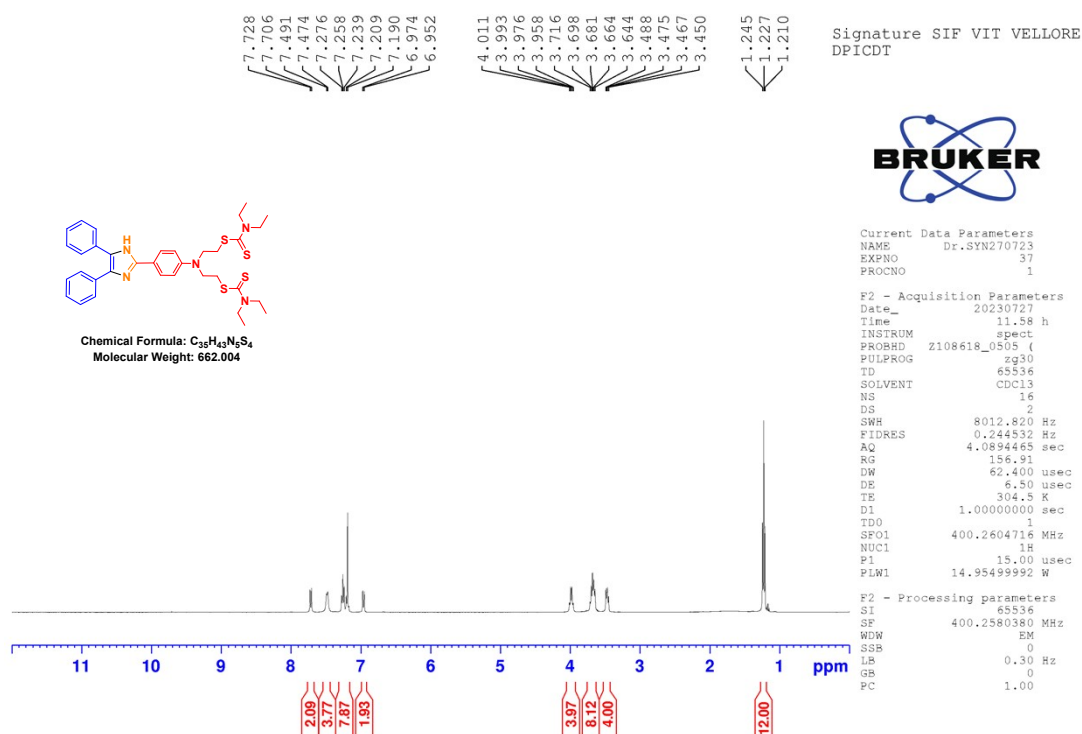 7.728
7.706
7.491
7.474
7.276
7.258
7.239
7.209
7.190
6.974
6.952
4.011
3.993
3.976
3.958
3.716
3.698
3.681
3.664
3.644
3.488
3.475
3.467
3.450
1.245
1.227
1.210
Signature SIF VIT VELLORE
DPICDT
BRUKER
H
N
N
N
S
N
S
S
S
N
Chemical Formula: C₃₅H₄₃N₅S₄
Molecular Weight: 662.004
Current Data Parameters
NAME Dr.SYN270723
EXPNO 37
PROCNO 1
F2 - Acquisition Parameters
Date_ 20230727
Time 11.58 h
INSTRUM spect
PROBHD Z108618_0505 (
PULPROG zg30
TD 65536
SOLVENT CDCl3
NS 16
DS 2
SWH 8012.820 Hz
FIDRES 0.244532 Hz
AQ 4.0894465 sec
RG 156.91
DW 62.400 usec
DE 6.50 usec
TE 304.5 K
D1 1.00000000 sec
TD0 1
SFO1 400.2604716 MHz
NUC1 1H
P1 15.00 usec
PLW1 14.95499992 W
F2 - Processing parameters
SI 65536
SF 400.2580380 MHz
WDW EM
SSB 0
LB 0.30 Hz
GB 0
PC 1.00
11 10 9 8 7 6 5 4 3 2 1 ppm
2.09
3.77
7.87
1.93
3.97
8.12
4.00
12.00